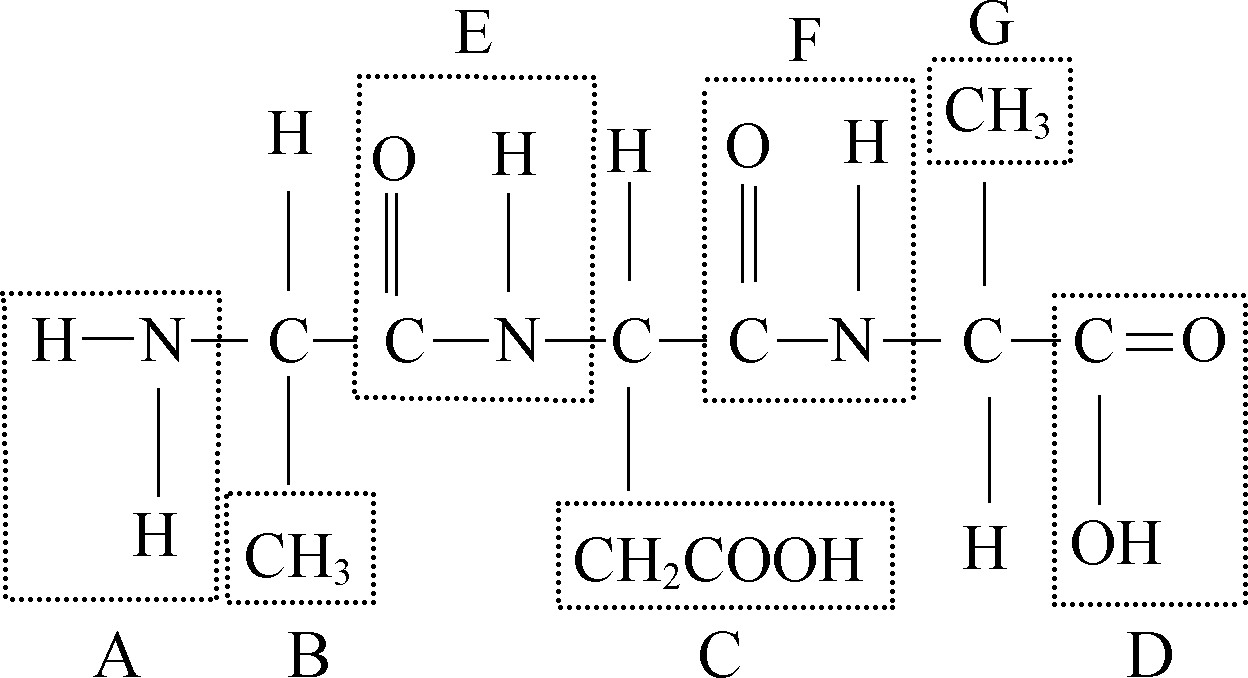 E F G
CH₃
H O H H O H
H—N—C—C—N—C—C—N—C—C=O
H CH₃ CH₂COOH H OH
A B C D